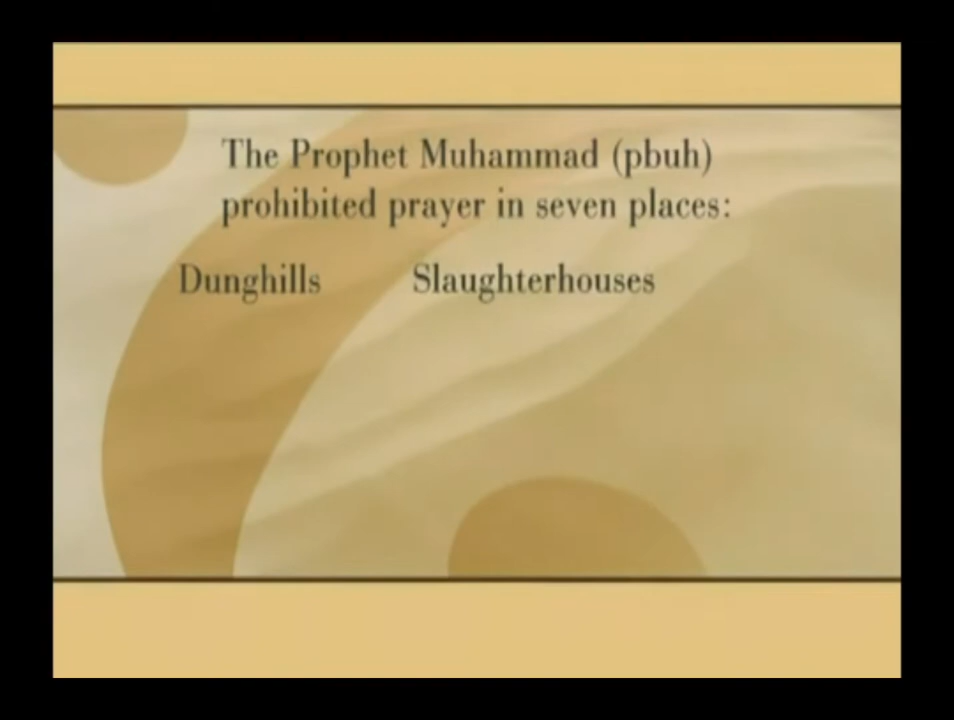 The Prophet Muhammad (pbuh)
prohibited prayer in seven places:
Dunghills Slaughterhouses